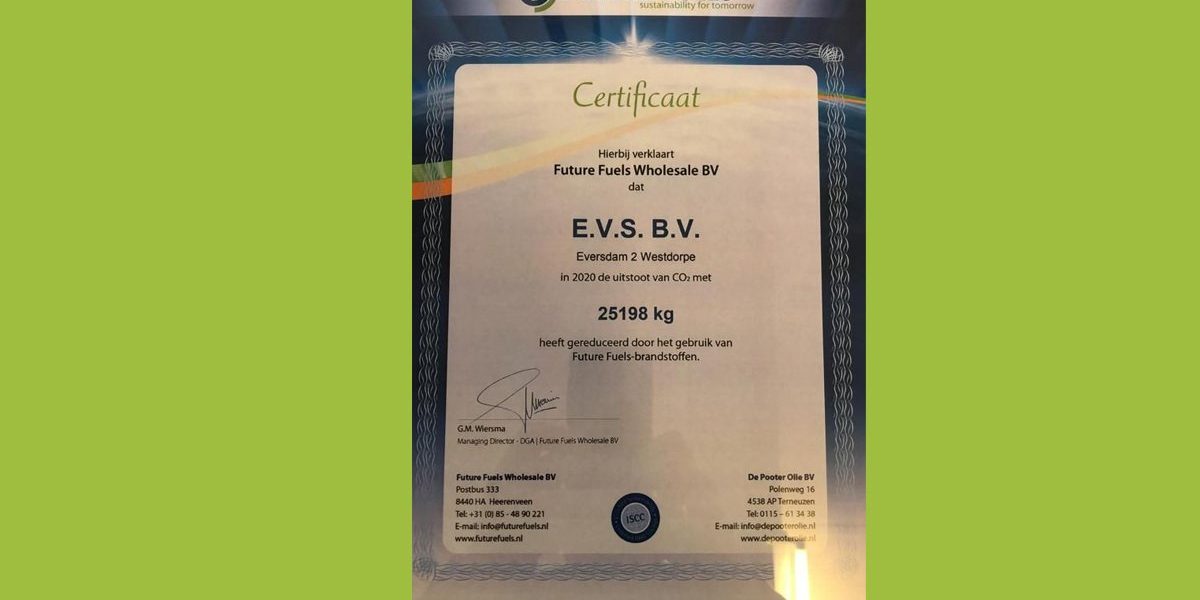 sustainability for tomorrow
Certificaat
Hierbij verklaart
Future Fuels Wholesale BV
dat
E.V.S. B.V.
Eversdam 2 Westdorpe
in 2020 de uitstoot van CO₂ met
25198 kg
heeft gereduceerd door het gebruik van
Future Fuels-brandstoffen.
G.M. Wiersma
Managing Director - DGA | Future Fuels Wholesale BV
Future Fuels Wholesale BV
Postbus 333
8440 HA Heerenveen
Tel: +31 (0) 85 - 48 90 221
E-mail: info@futurefuels.nl
www.futurefuels.nl
ISCC
De Pooter Olie BV
Polenweg 16
4538 AP Terneuzen
Tel: 0115 – 61 34 38
E-mail: info@depooterolie.nl
www.depooterolie.nl